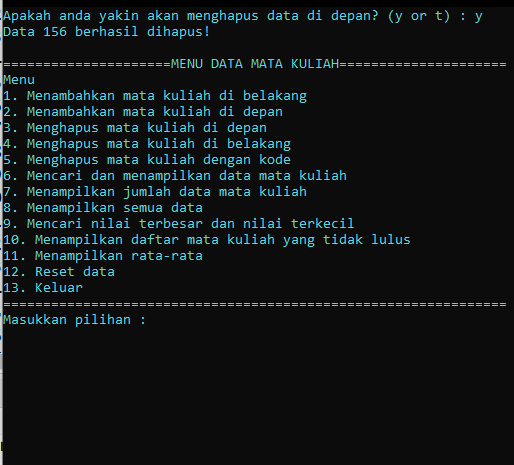 Apakah anda yakin akan menghapus data di depan? (y or t) : y
Data 156 berhasil dihapus!
=====================MENU DATA MATA KULIAH=====================
Menu
1. Menambahkan mata kuliah di belakang
2. Menambahkan mata kuliah di depan
3. Menghapus mata kuliah di depan
4. Menghapus mata kuliah di belakang
5. Menghapus mata kuliah dengan kode
6. Mencari dan menampilkan data mata kuliah
7. Menampilkan jumlah data mata kuliah
8. Menampilkan semua data
9. Mencari nilai terbesar dan nilai terkecil
10. Menampilkan daftar mata kuliah yang tidak lulus
11. Menampilkan rata-rata
12. Reset data
13. Keluar
===============================================================
Masukkan pilihan :